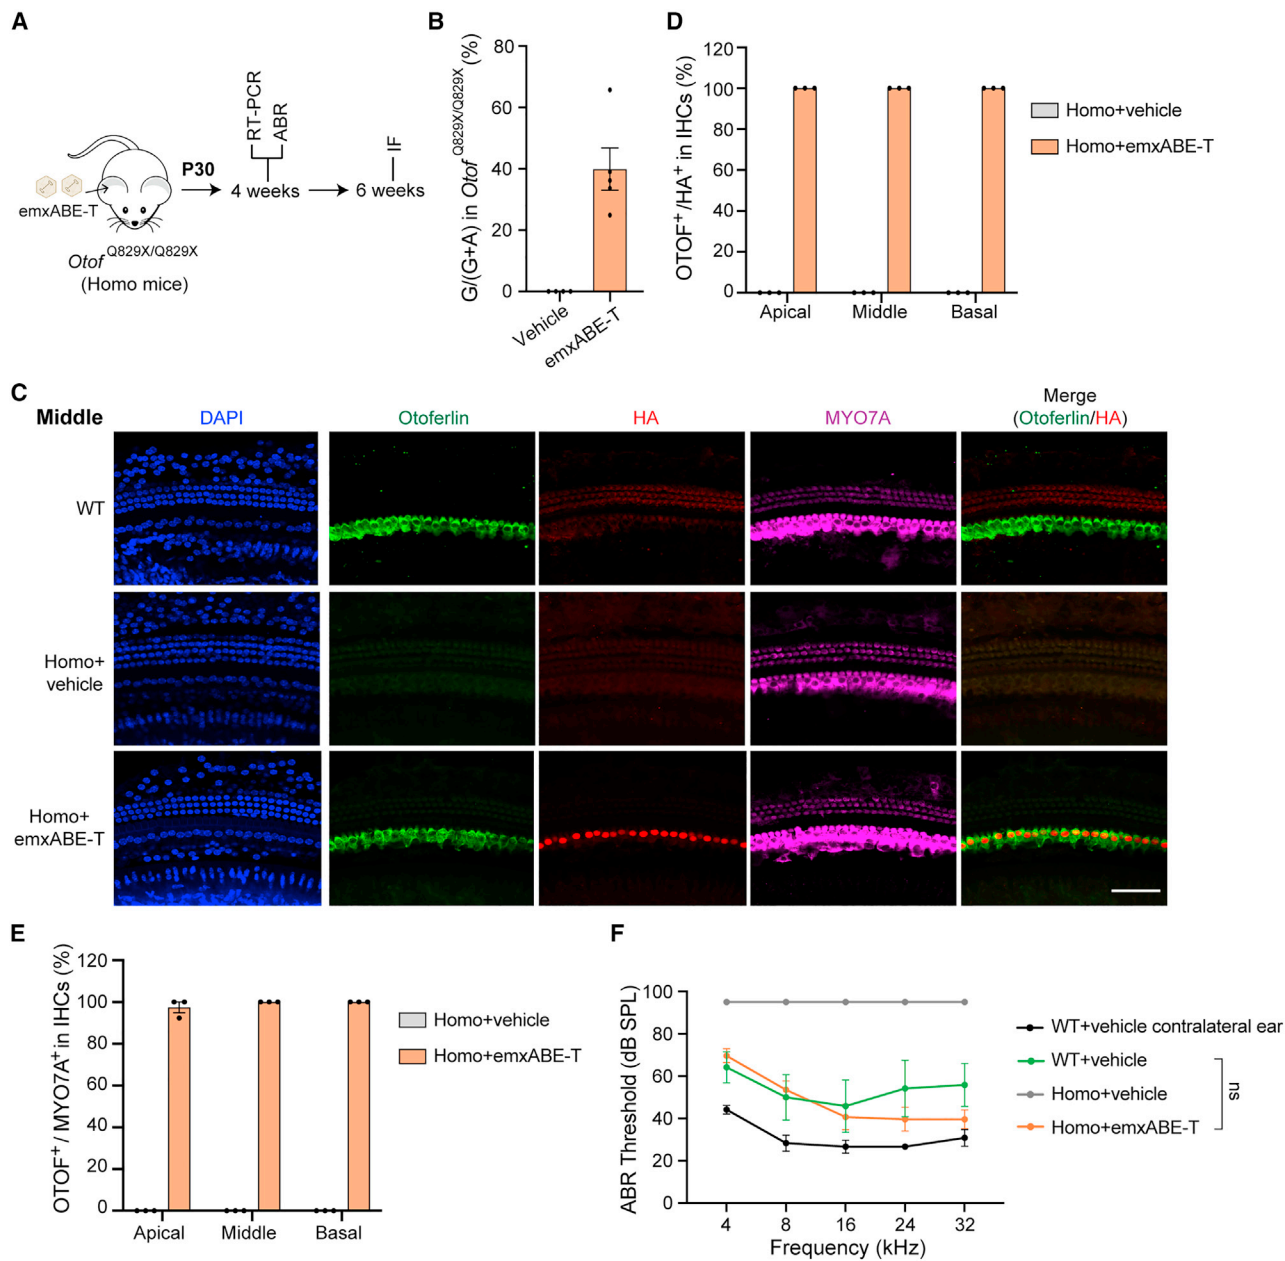 A
RT-PCR
ABR
IF
P30
4 weeks
6 weeks
emxABE-T
Otof Q829X/Q829X
(Homo mice)
B
G/(G+A) in Otof Q829X/Q829X (%)
80
60
40
20
0
Vehicle
emxABE-T
D
OTOF+/HA+ in IHCs (%)
120
100
80
60
40
20
0
Apical Middle Basal
Homo+vehicle
Homo+emxABE-T
C
Middle
DAPI
Otoferlin
HA
MYO7A
Merge
(Otoferlin/HA)
WT
Homo+
vehicle
Homo+
emxABE-T
E
OTOF+/ MYO7A+ in IHCs (%)
120
100
80
60
40
20
0
Apical Middle Basal
Homo+vehicle
Homo+emxABE-T
F
ABR Threshold (dB SPL)
100
80
60
40
20
0
4 8 16 24 32
Frequency (kHz)
WT+vehicle contralateral ear
WT+vehicle
Homo+vehicle
Homo+emxABE-T
ns